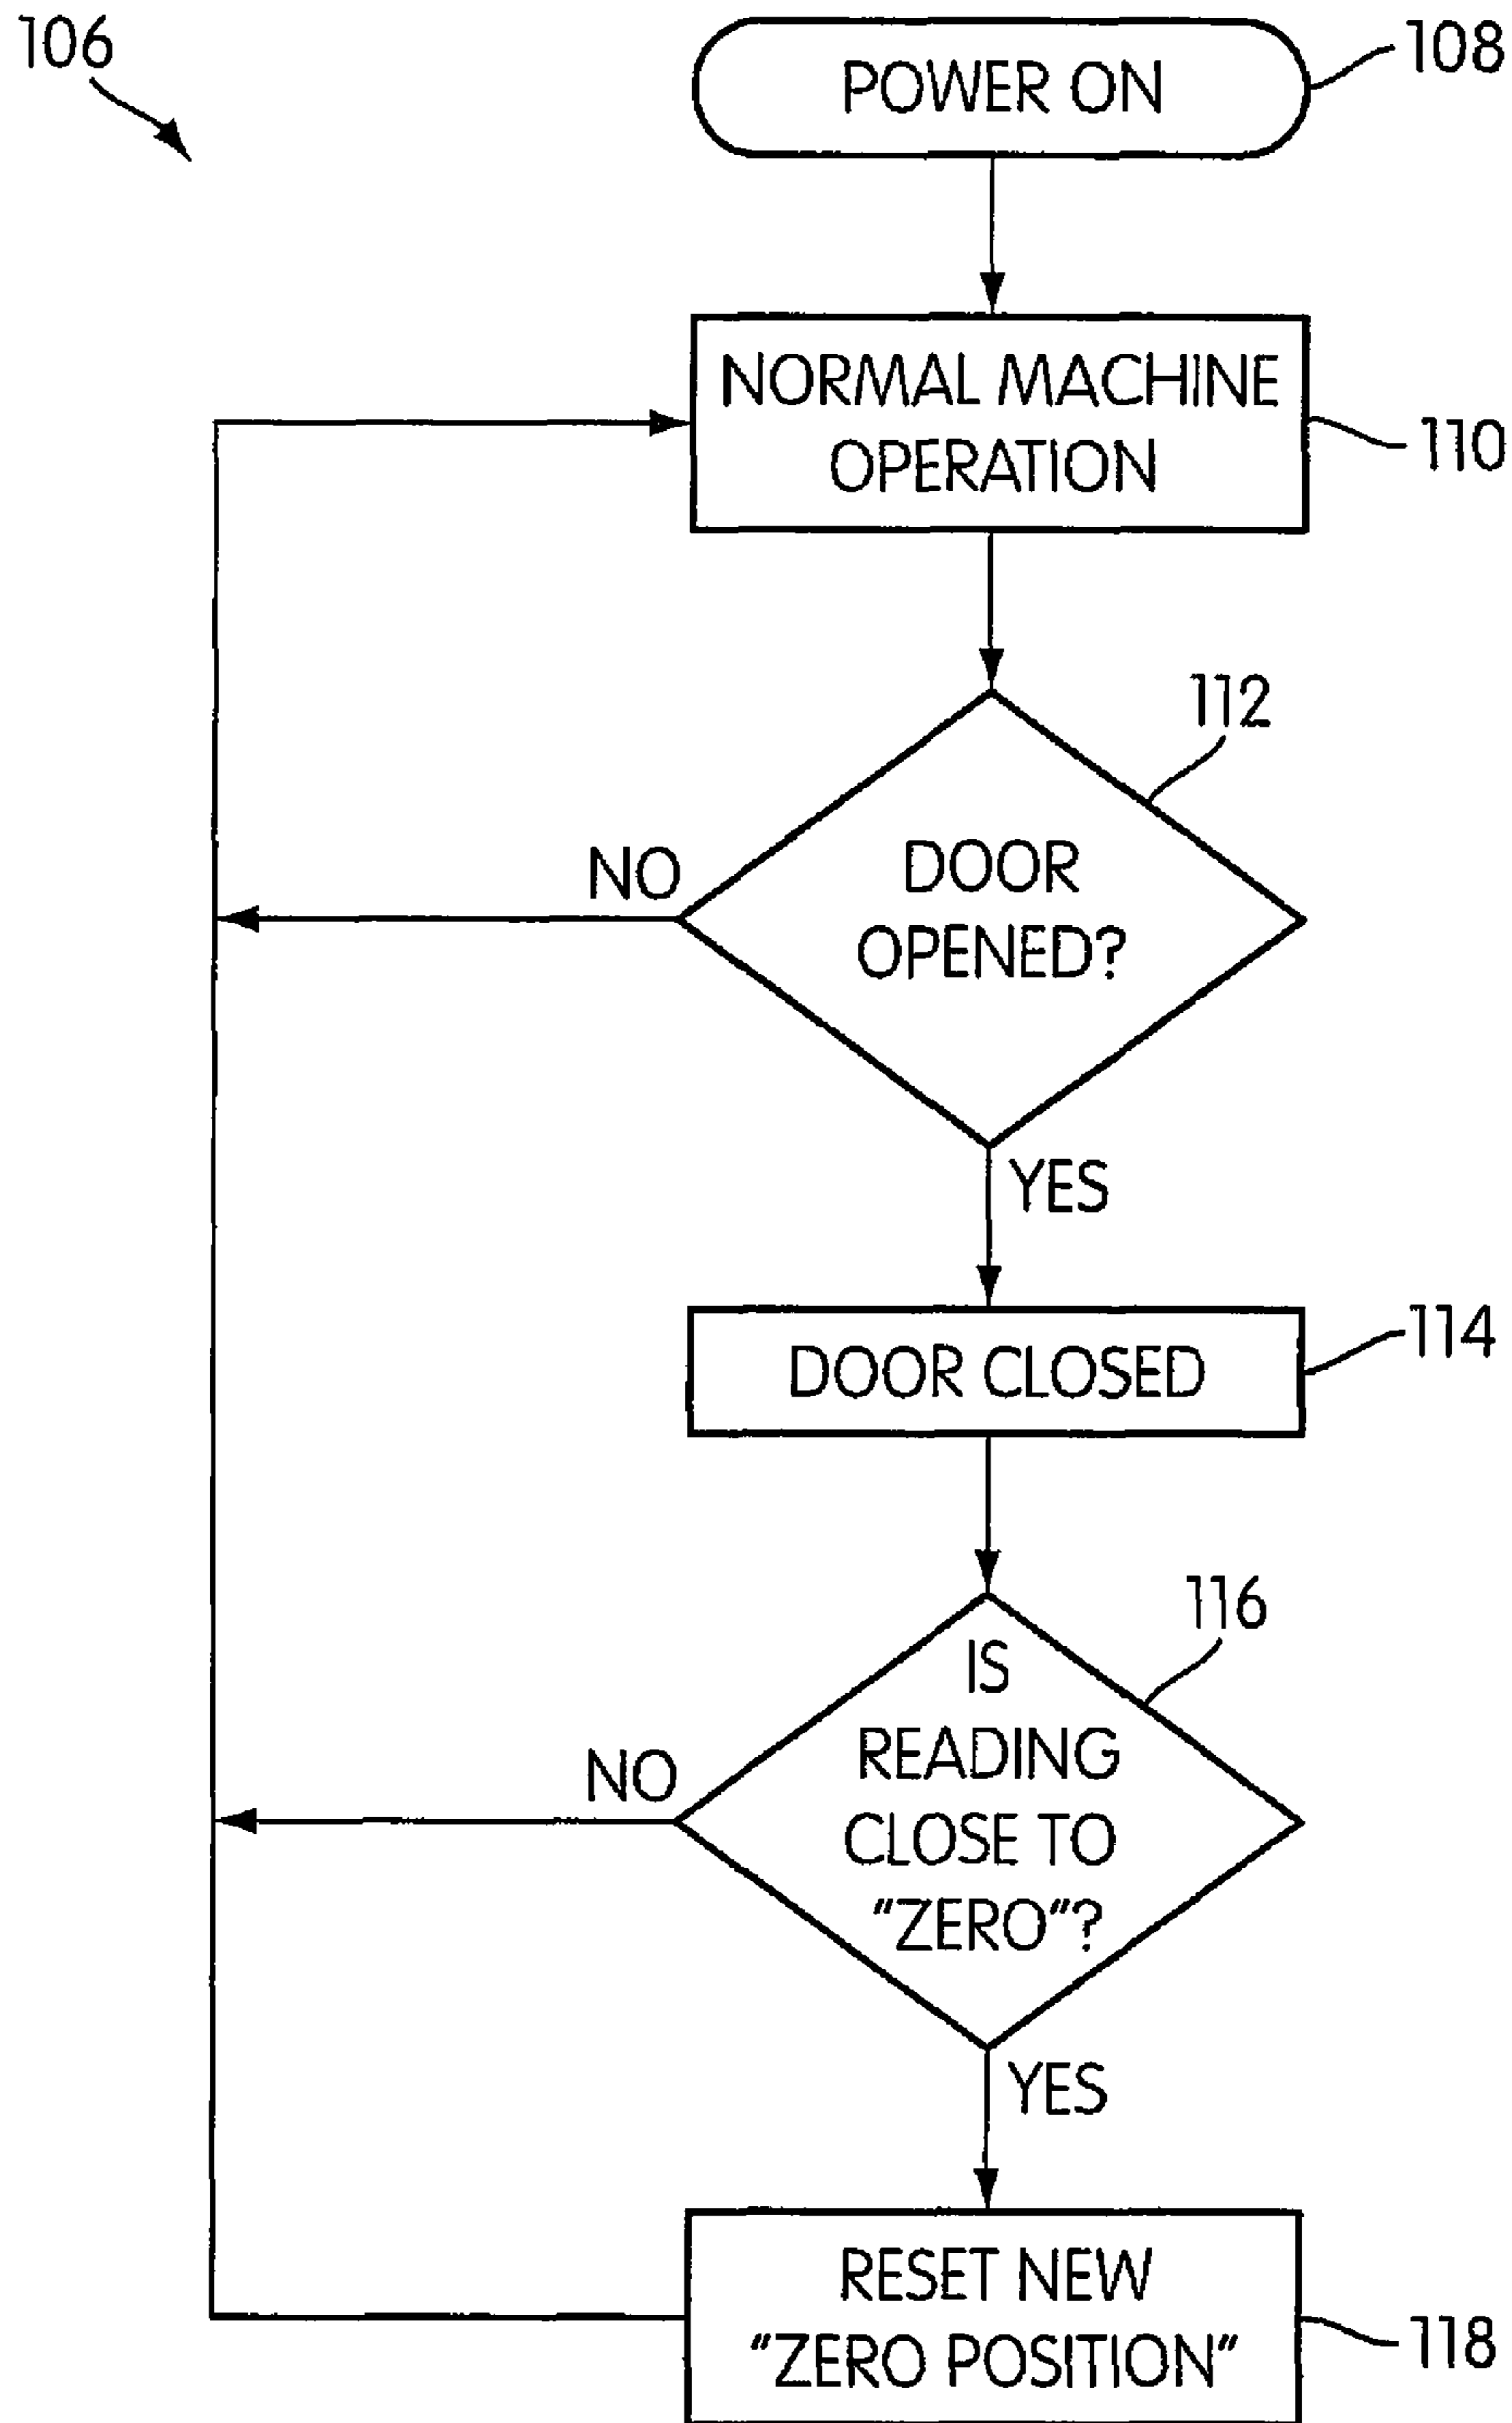 106
POWER ON
108
NORMAL MACHINE
OPERATION
110
112
DOOR
OPENED?
NO
YES
DOOR CLOSED
114
116
IS
READING
CLOSE TO
"ZERO"?
NO
YES
RESET NEW
"ZERO POSITION"
118